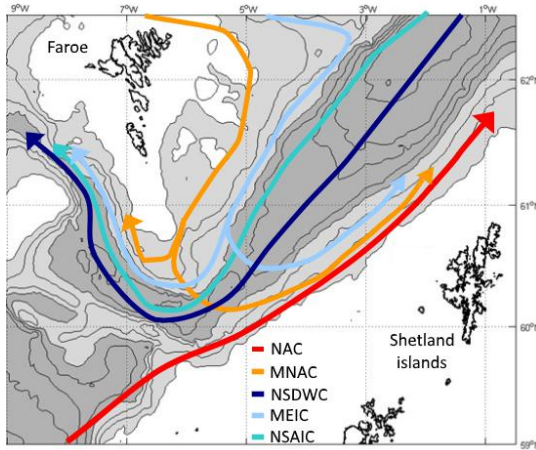 9°W 7°W 5°W 3°W 1°W
Faroe
62°N
61°N
60°N
Shetland
islands
NAC
MNAC
NSDWC
MEIC
NSAIC
59°N